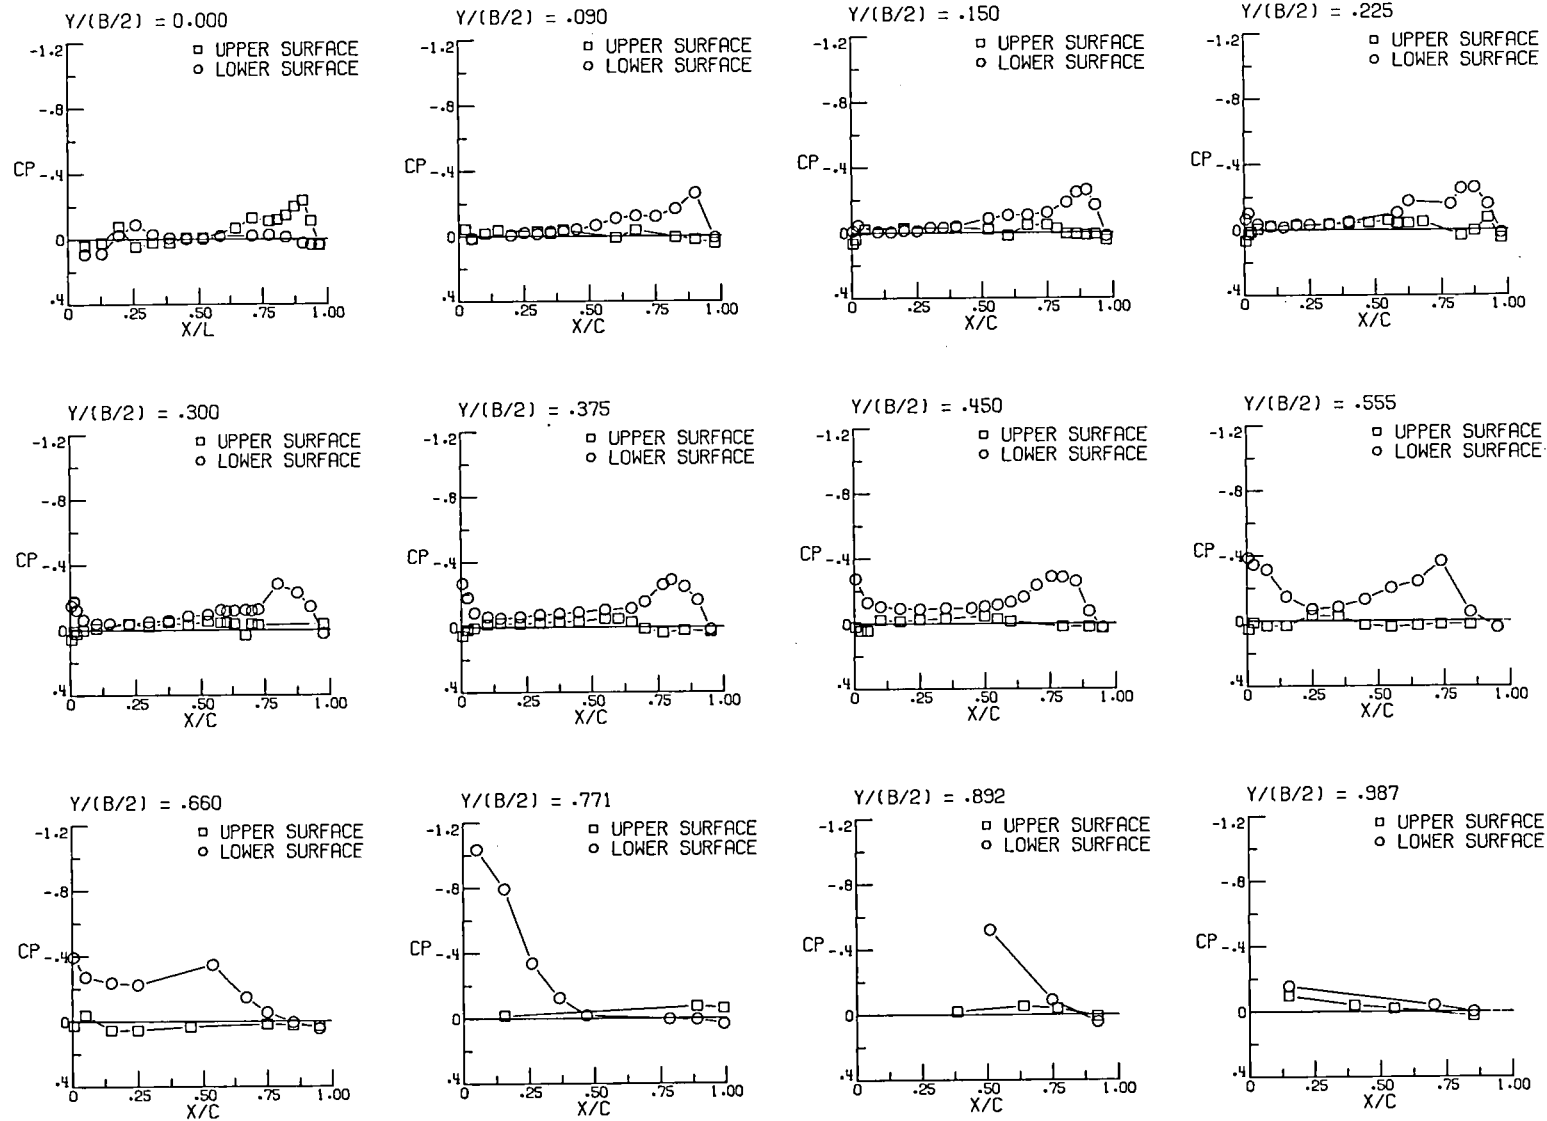 Y/(B/2) = 0.000
UPPER SURFACE
LOWER SURFACE
-1.2
-.8
CP -.4
0
.4
0 .25 .50 .75 1.00
X/L
Y/(B/2) = .090
UPPER SURFACE
LOWER SURFACE
-1.2
-.8
CP -.4
0
.4
0 .25 .50 .75 1.00
X/C
Y/(B/2) = .150
UPPER SURFACE
LOWER SURFACE
-1.2
-.8
CP -.4
0
.4
0 .25 .50 .75 1.00
X/C
Y/(B/2) = .225
UPPER SURFACE
LOWER SURFACE
-1.2
-.8
CP -.4
0
.4
0 .25 .50 .75 1.00
X/C
Y/(B/2) = .300
UPPER SURFACE
LOWER SURFACE
-1.2
-.8
CP -.4
0
.4
0 .25 .50 .75 1.00
X/C
Y/(B/2) = .375
UPPER SURFACE
LOWER SURFACE
-1.2
-.8
CP -.4
0
.4
0 .25 .50 .75 1.00
X/C
Y/(B/2) = .450
UPPER SURFACE
LOWER SURFACE
-1.2
-.8
CP -.4
0
.4
0 .25 .50 .75 1.00
X/C
Y/(B/2) = .555
UPPER SURFACE
LOWER SURFACE
-1.2
-.8
CP -.4
0
.4
0 .25 .50 .75 1.00
X/C
Y/(B/2) = .660
UPPER SURFACE
LOWER SURFACE
-1.2
-.8
CP -.4
0
.4
0 .25 .50 .75 1.00
X/C
Y/(B/2) = .771
UPPER SURFACE
LOWER SURFACE
-1.2
-.8
CP -.4
0
.4
0 .25 .50 .75 1.00
X/C
Y/(B/2) = .892
UPPER SURFACE
LOWER SURFACE
-1.2
-.8
CP -.4
0
.4
0 .25 .50 .75 1.00
X/C
Y/(B/2) = .987
UPPER SURFACE
LOWER SURFACE
-1.2
-.8
CP -.4
0
.4
0 .25 .50 .75 1.00
X/C